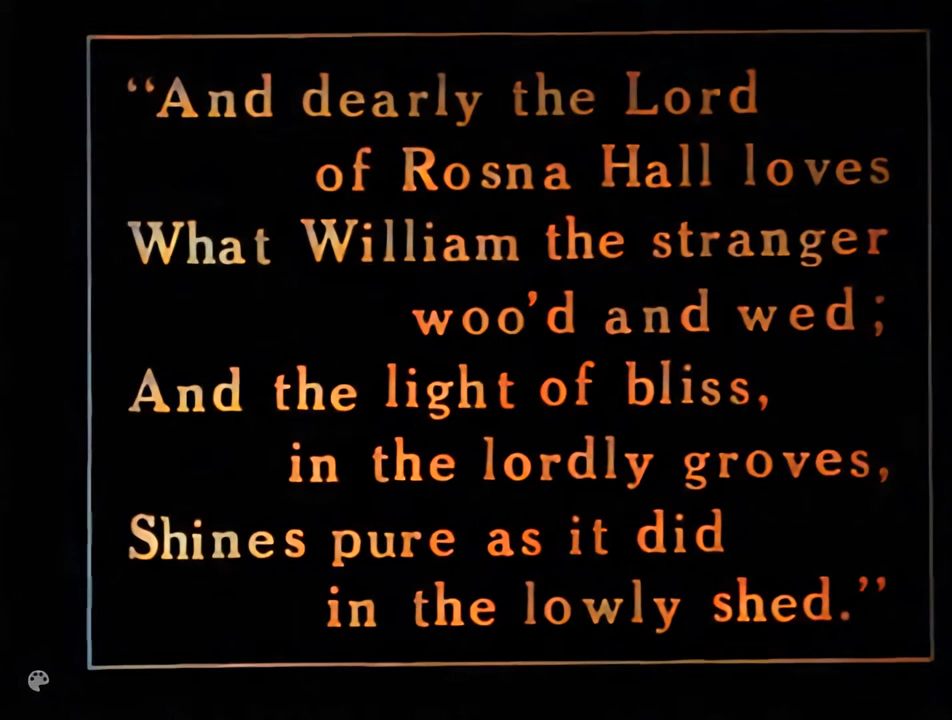 “And dearly the Lord
of Rosna Hall loves
What William the stranger
woo’d and wed;
And the light of bliss,
in the lordly groves,
Shines pure as it did
in the lowly shed.”